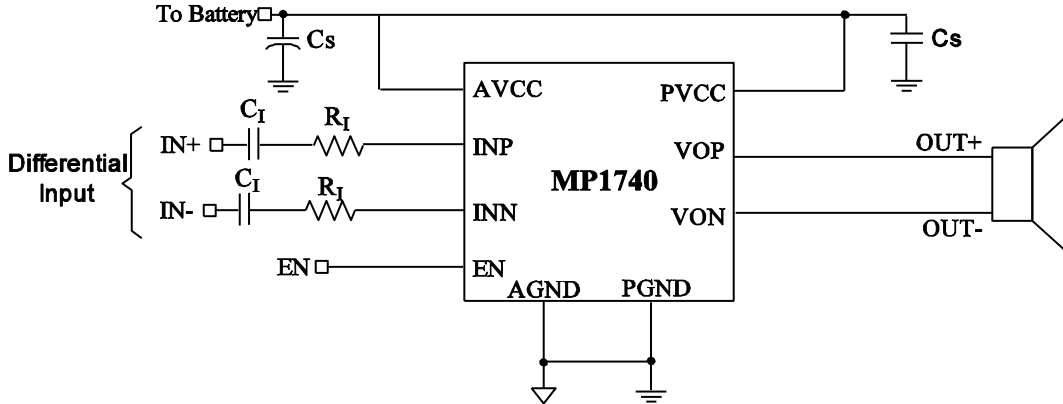 To Battery
Cs
Cs
AVCC
PVCC
CI
RI
IN+
INP
VOP
OUT+
Differential
Input
MP1740
CI
RI
IN-
INN
VON
OUT-
EN
EN
AGND
PGND